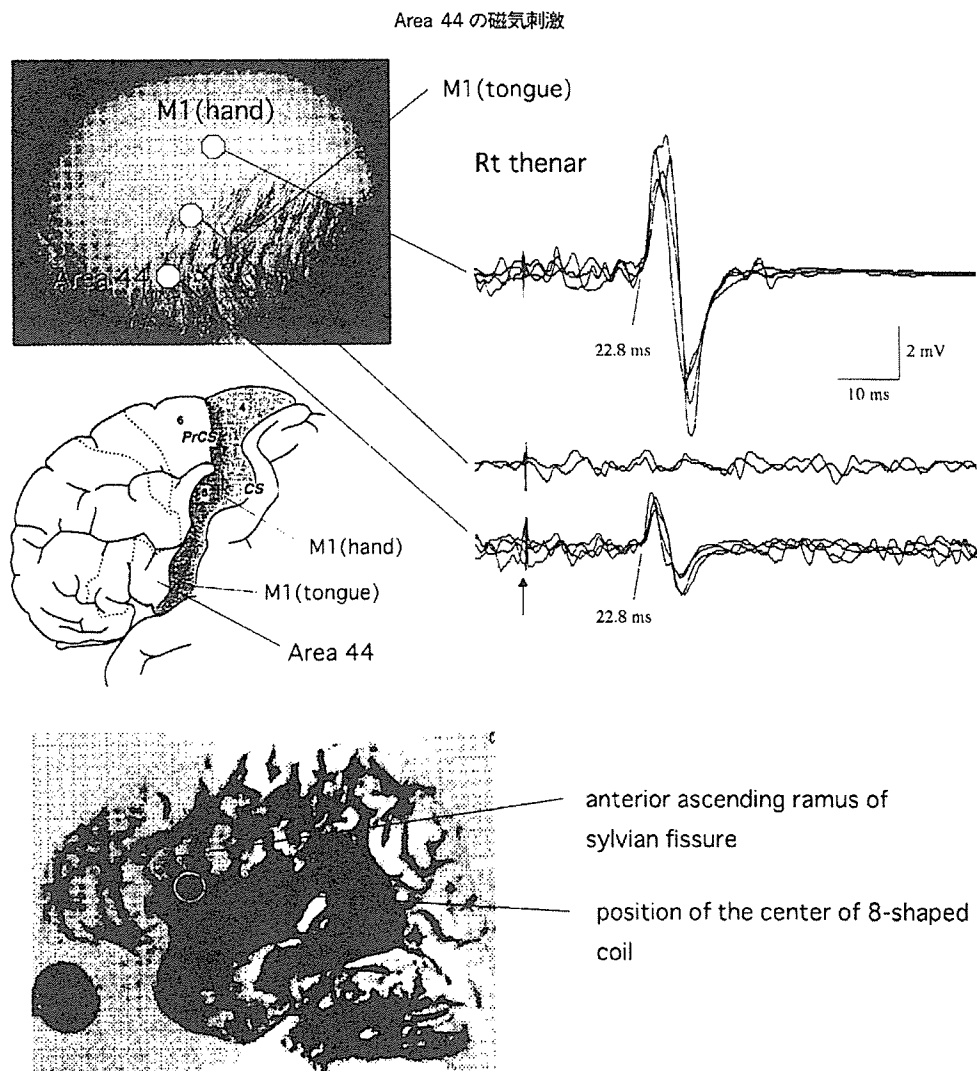 Area 44 の磁気刺激
M1(tongue)
M1(hand)
Rt thenar
Area 44
22.8 ms
2 mV
10 ms
4
6
PrCS
CS
M1(hand)
M1(tongue)
22.8 ms
Area 44
anterior ascending ramus of
sylvian fissure
position of the center of 8-shaped
coil